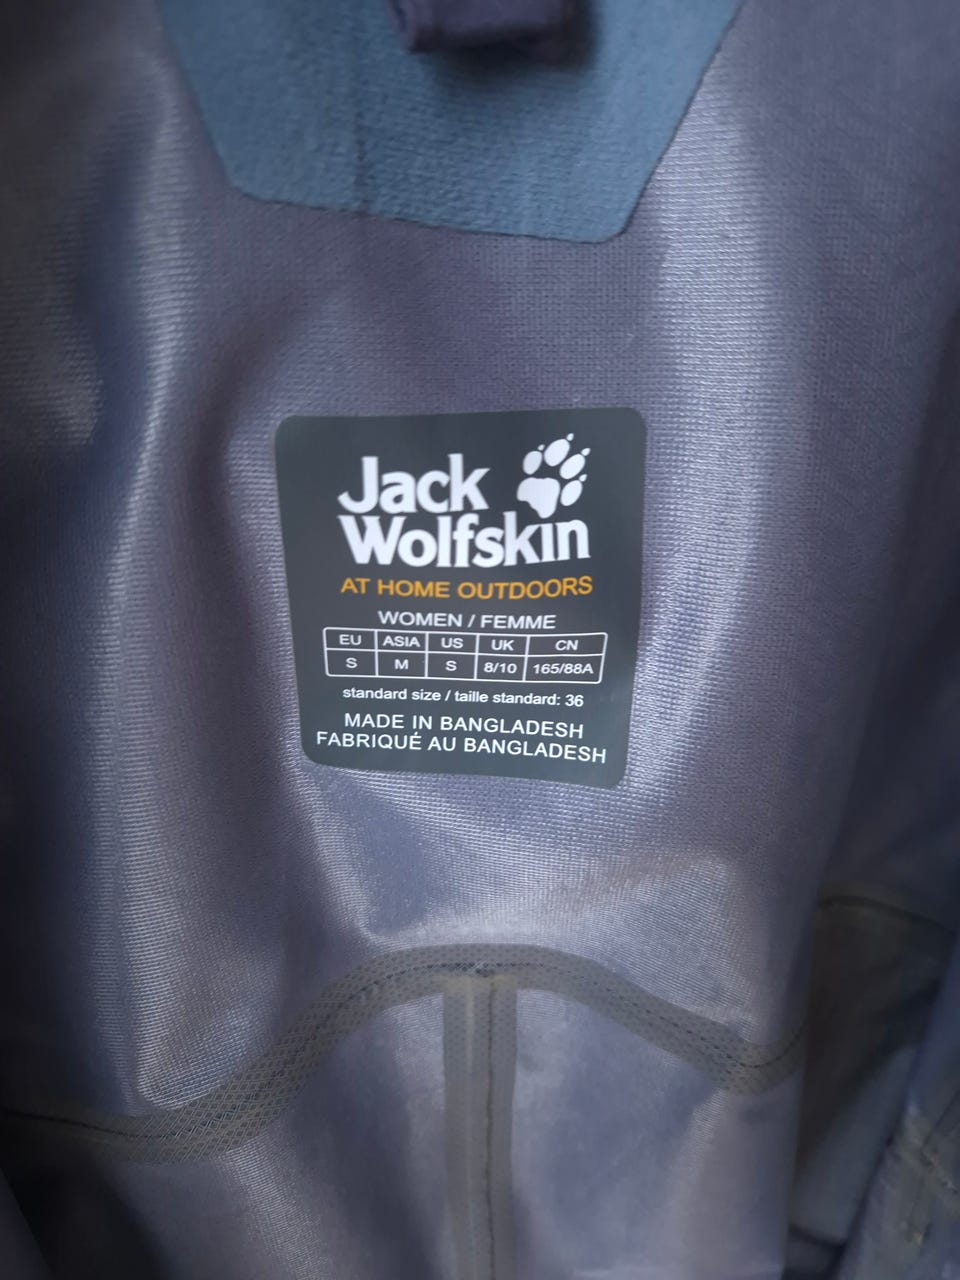 Jack
Wolfskin
AT HOME OUTDOORS
WOMEN / FEMME
EU ASIA US UK CN
S M S 8/10 165/88A
standard size / taille standard: 36
MADE IN BANGLADESH
FABRIQUÉ AU BANGLADESH